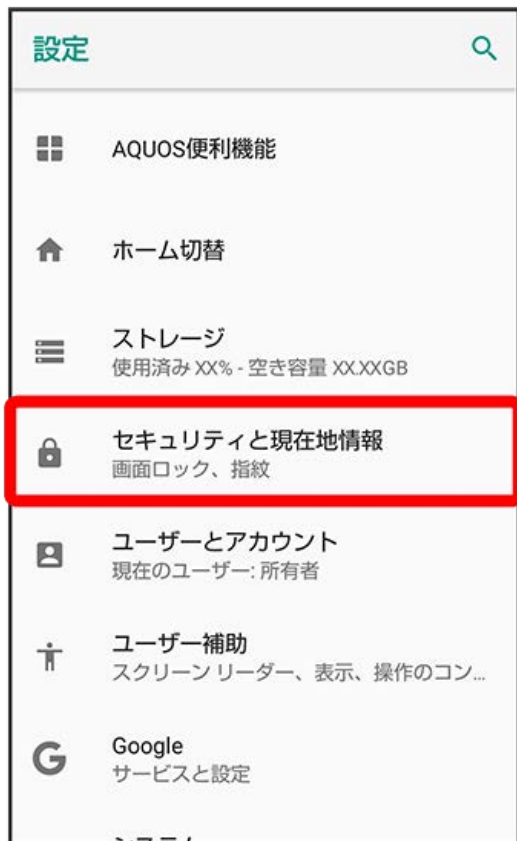 設定
AQUOS便利機能
ホーム切替
ストレージ
使用済み XX% - 空き容量 XX.XXGB
セキュリティと現在地情報
画面ロック、指紋
ユーザーとアカウント
現在のユーザー: 所有者
ユーザー補助
スクリーン リーダー、表示、操作のコン...
Google
サービスと設定